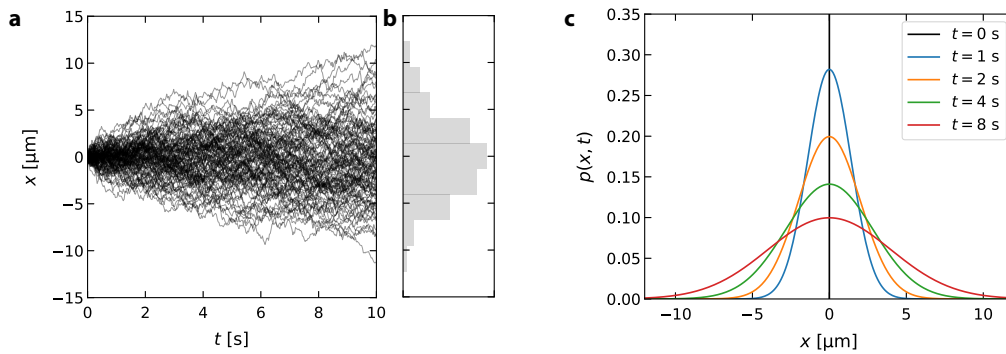 a
15
10
5
0
−5
−10
−15
x [μm]
0
2
4
6
8
10
t [s]
b
c
0.35
0.30
0.25
0.20
0.15
0.10
0.05
0.00
p(x, t)
−10
−5
0
5
10
x [μm]
t = 0 s
t = 1 s
t = 2 s
t = 4 s
t = 8 s